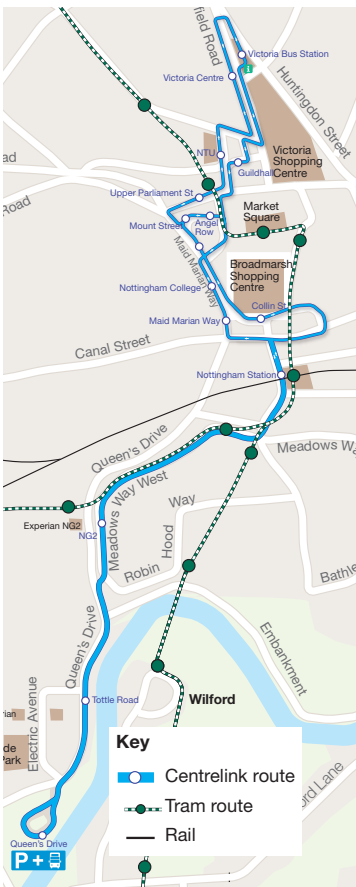 field Road
Victoria Bus Station
i
Victoria Centre
Huntingdon Street
NTU
Victoria
Shopping
Centre
Guildhall
ad
Road
Upper Parliament St
Market
Square
Mount Street
Angel
Row
Maid Marian Way
Broadmarsh
Shopping
Centre
Nottingham College
Collin St
Maid Marian Way
Canal Street
Nottingham Station
Queen's Drive
Meadows W
Meadows Way West
Experian NG2
NG2
Way
Hood
Robin
Bathle
Embankment
Queen's Drive
Electric Avenue
Tottle Road
Wilford
rian
de
Park
Key
Centrelink route
Tram route
Rail
ord Lane
Queen's Drive
P +